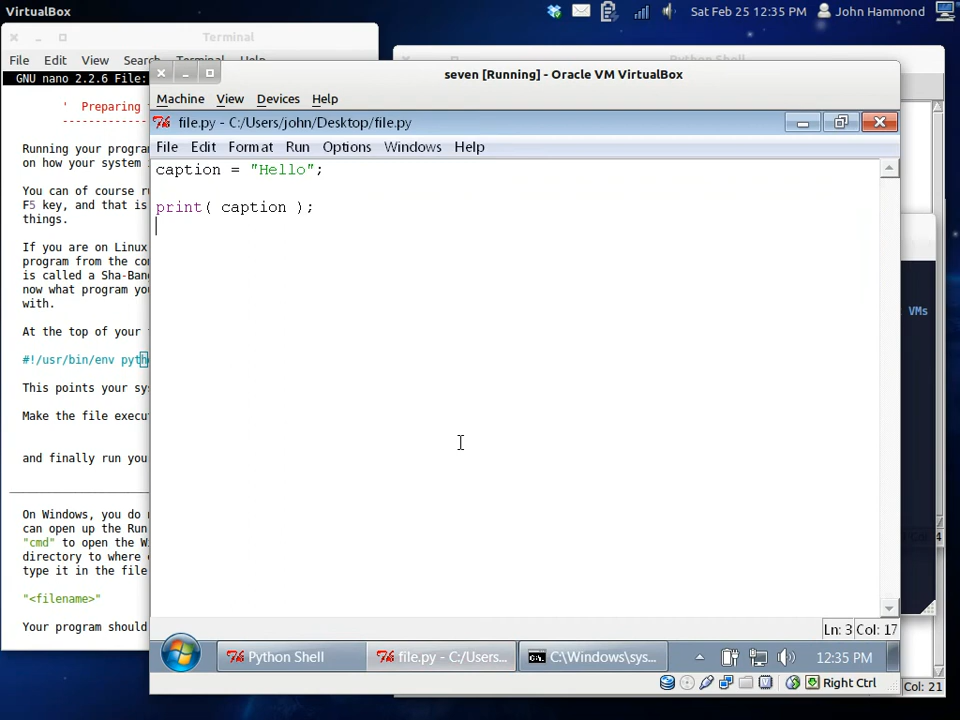 VirtualBox
Sat Feb 25 12:35 PM
John Hammond
Terminal
File Edit View Search Terminal Help
GNU nano 2.2.6 File:
' Preparing
Running your program
on how your system
You can of course
F5 key, and that is
things.
If you are on Linux
program from the
is called a Sha-Bang
now what program you
with.
At the top of your
#!/usr/bin/env pyth
This points your
Make the file
and finally run
On Windows, you do
can open up the Run
"cmd" to open the
directory to where
type it in the file
"<filename>"
Your program should
Python Shell
seven [Running] - Oracle VM VirtualBox
Machine View Devices Help
file.py - C:/Users/john/Desktop/file.py
File Edit Format Run Options Windows Help
caption = "Hello";
print( caption );
VMs
4
Ln: 3 Col: 17
Python Shell
file.py - C:/Users...
C:\Windows\sys...
12:35 PM
Right Ctrl
Col: 21